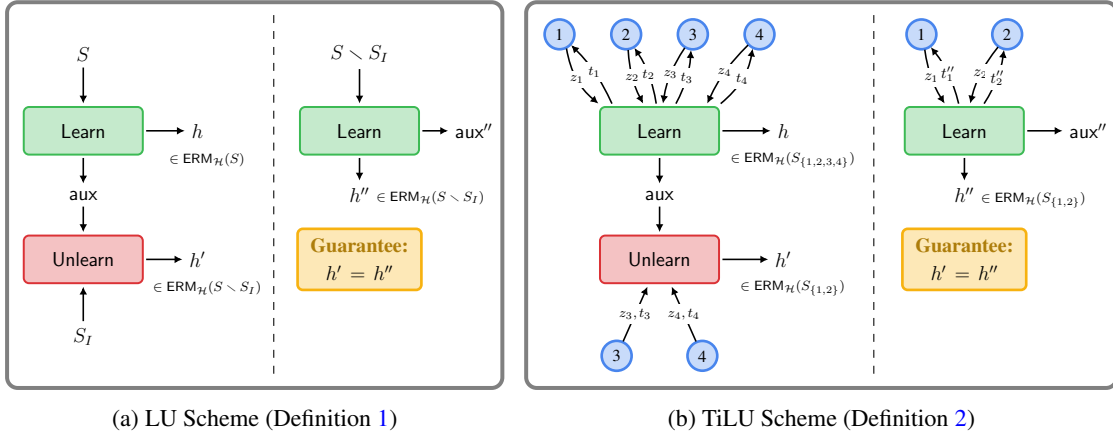 S
Learn
h
∈ ERM_ℋ(S)
aux
Unlearn
h′
∈ ERM_ℋ(S ∖ S_I)
S_I
S ∖ S_I
Learn
aux″
h″ ∈ ERM_ℋ(S ∖ S_I)
Guarantee:
h′ = h″
(a) LU Scheme (Definition 1)
1 2 3 4
z_1 t_1 z_2 t_2 z_3 t_3 z_4 t_4
Learn
h
∈ ERM_ℋ(S_{1,2,3,4})
aux
Unlearn
h′
∈ ERM_ℋ(S_{1,2})
z_3, t_3 z_4, t_4
3 4
1 2
z_1 t″_1 z_2 t″_2
Learn
aux″
h″ ∈ ERM_ℋ(S_{1,2})
Guarantee:
h′ = h″
(b) TiLU Scheme (Definition 2)